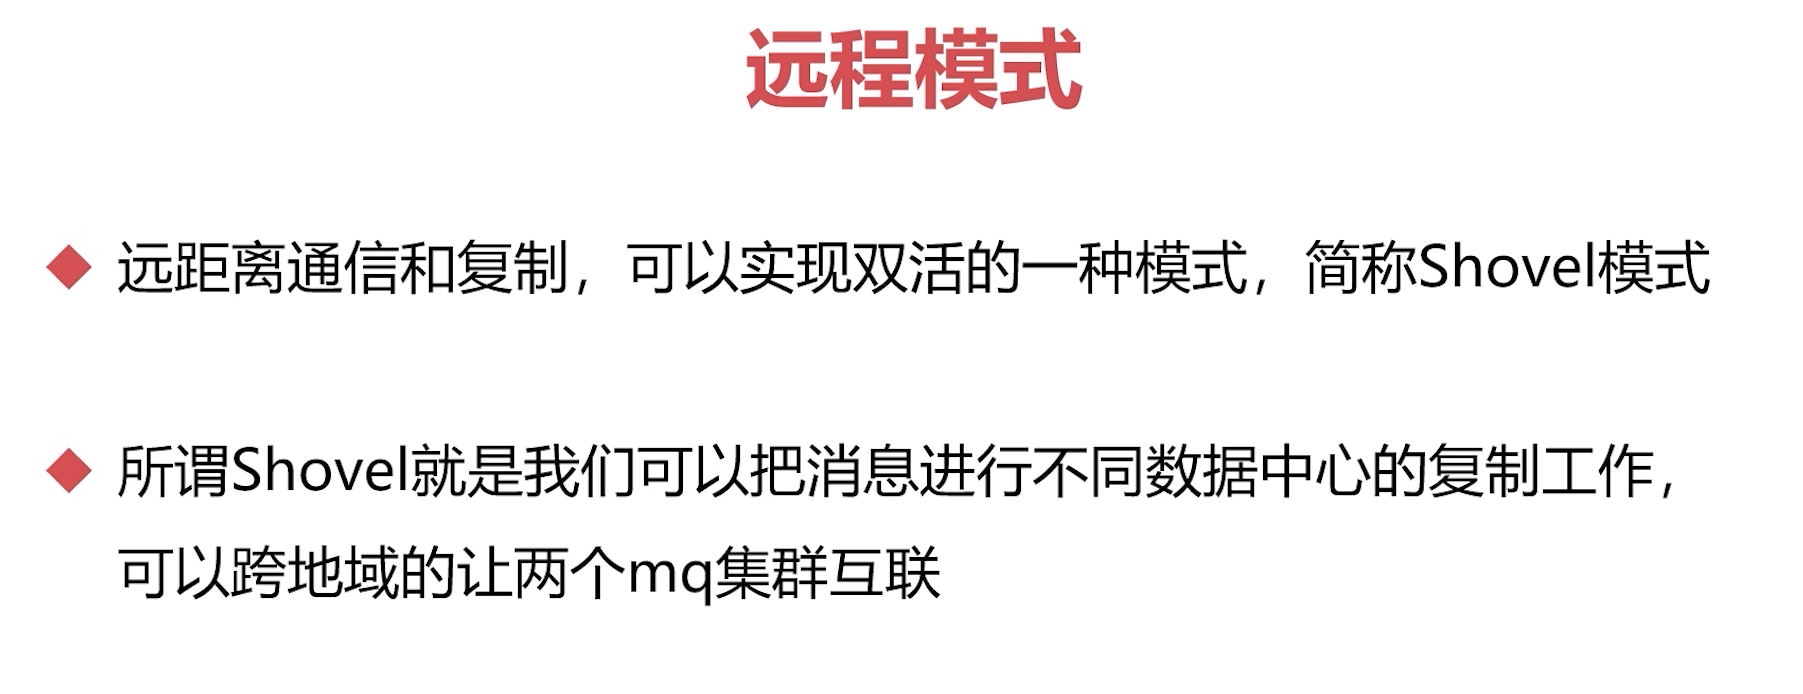 远程模式
远距离通信和复制，可以实现双活的一种模式，简称Shovel模式
所谓Shovel就是我们可以把消息进行不同数据中心的复制工作，
可以跨地域的让两个mq集群互联